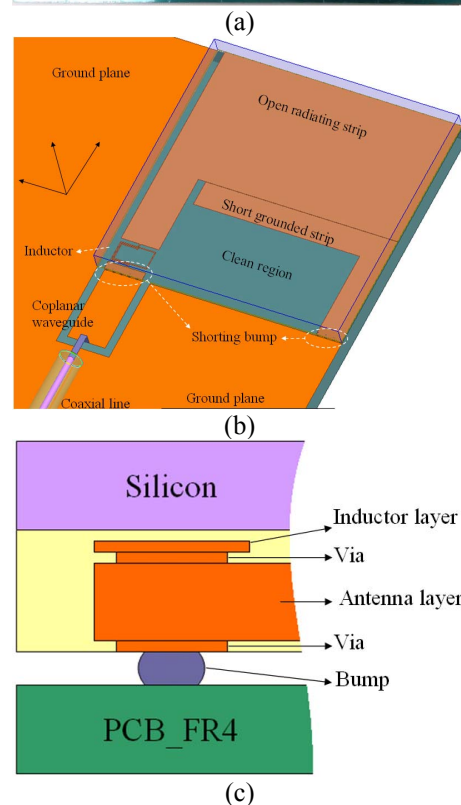 (a)
Ground plane
Open radiating strip
Short grounded strip
Inductor
Clean region
Coplanar
waveguide
Shorting bump
Coaxial line
Ground plane
(b)
Silicon
Inductor layer
Via
Antenna layer
Via
Bump
PCB_FR4
(c)